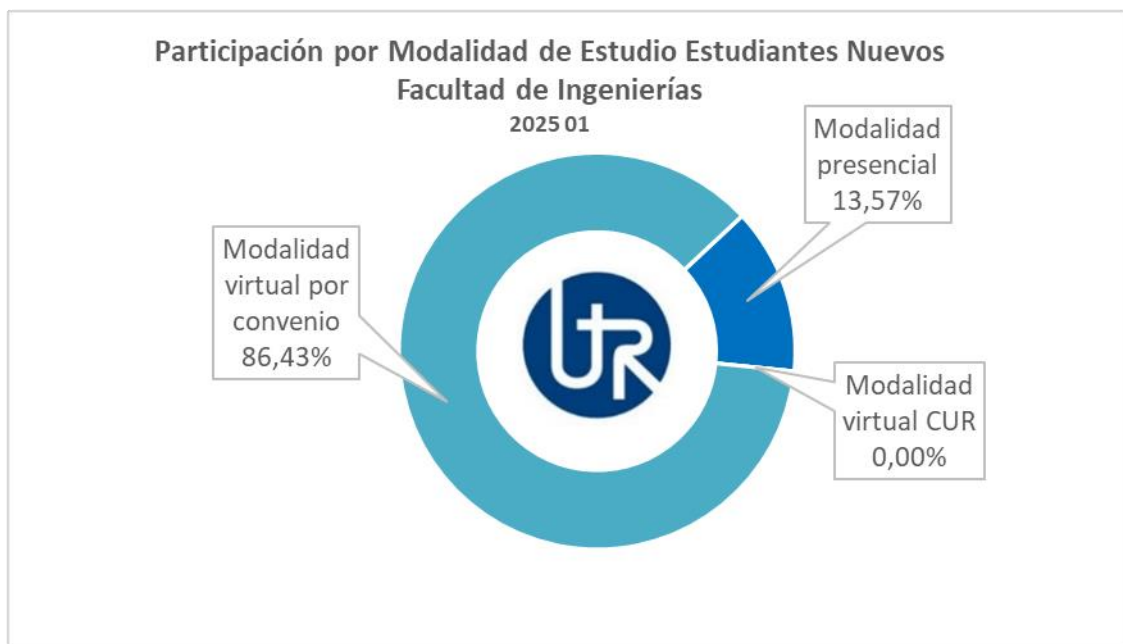 Participación por Modalidad de Estudio Estudiantes Nuevos
Facultad de Ingenierías
2025 01
Modalidad
presencial
13,57%
Modalidad
virtual por
convenio
86,43%
Modalidad
virtual CUR
0,00%
UR